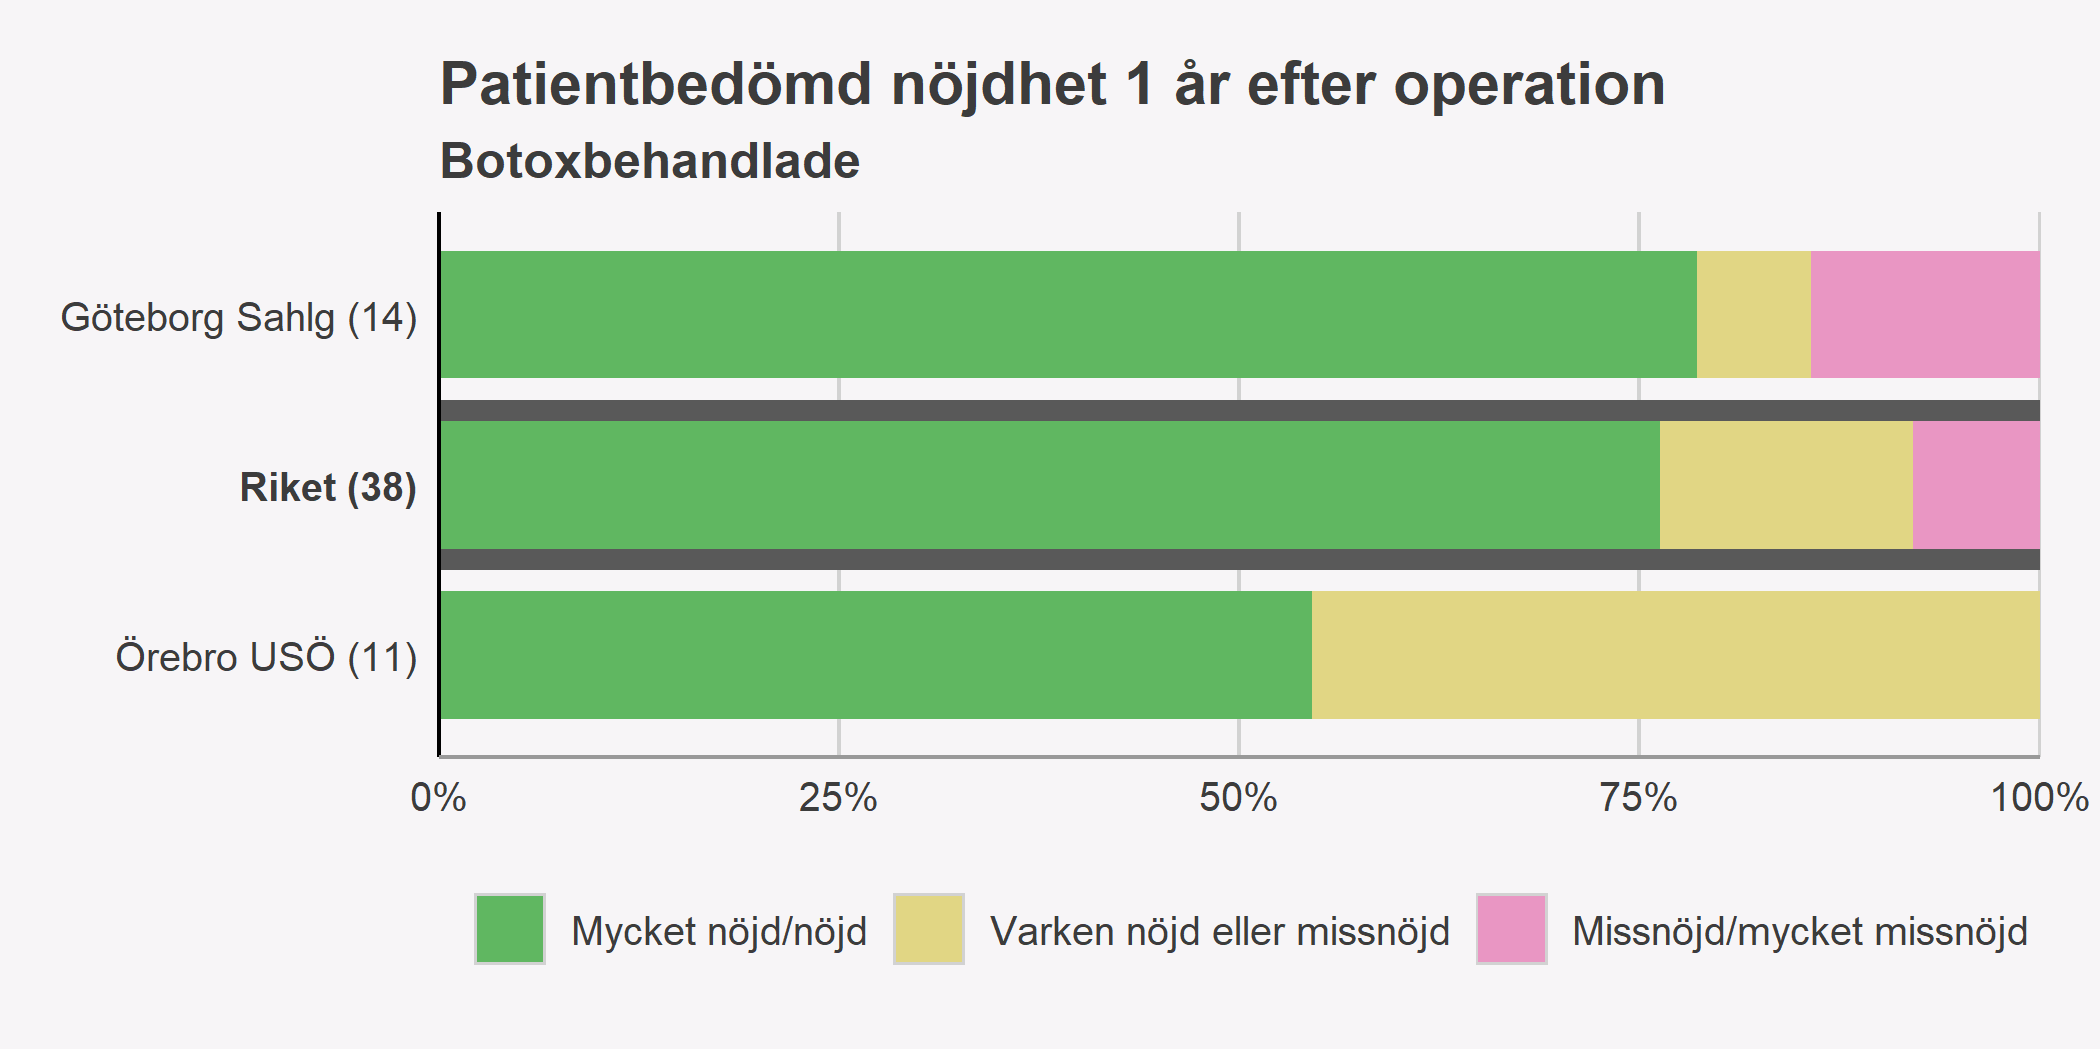 Patientbedömd nöjdhet 1 år efter operation
Botoxbehandlade
Göteborg Sahlg (14)
Riket (38)
Örebro USÖ (11)
0% 25% 50% 75% 100%
Mycket nöjd/nöjd Varken nöjd eller missnöjd Missnöjd/mycket missnöjd